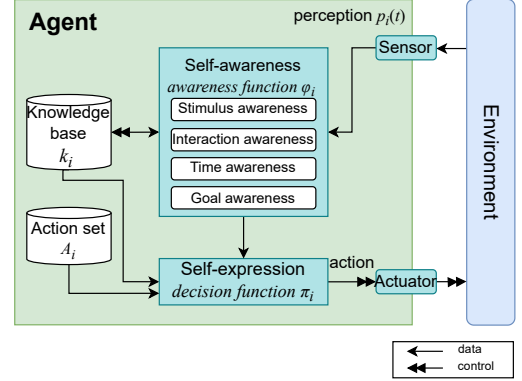 Agent
perception p_i(t)
Sensor
Self-awareness
awareness function φ_i
Stimulus awareness
Interaction awareness
Time awareness
Goal awareness
Knowledge
base
k_i
Action set
A_i
Self-expression
decision function π_i
action
Actuator
Environment
data
control